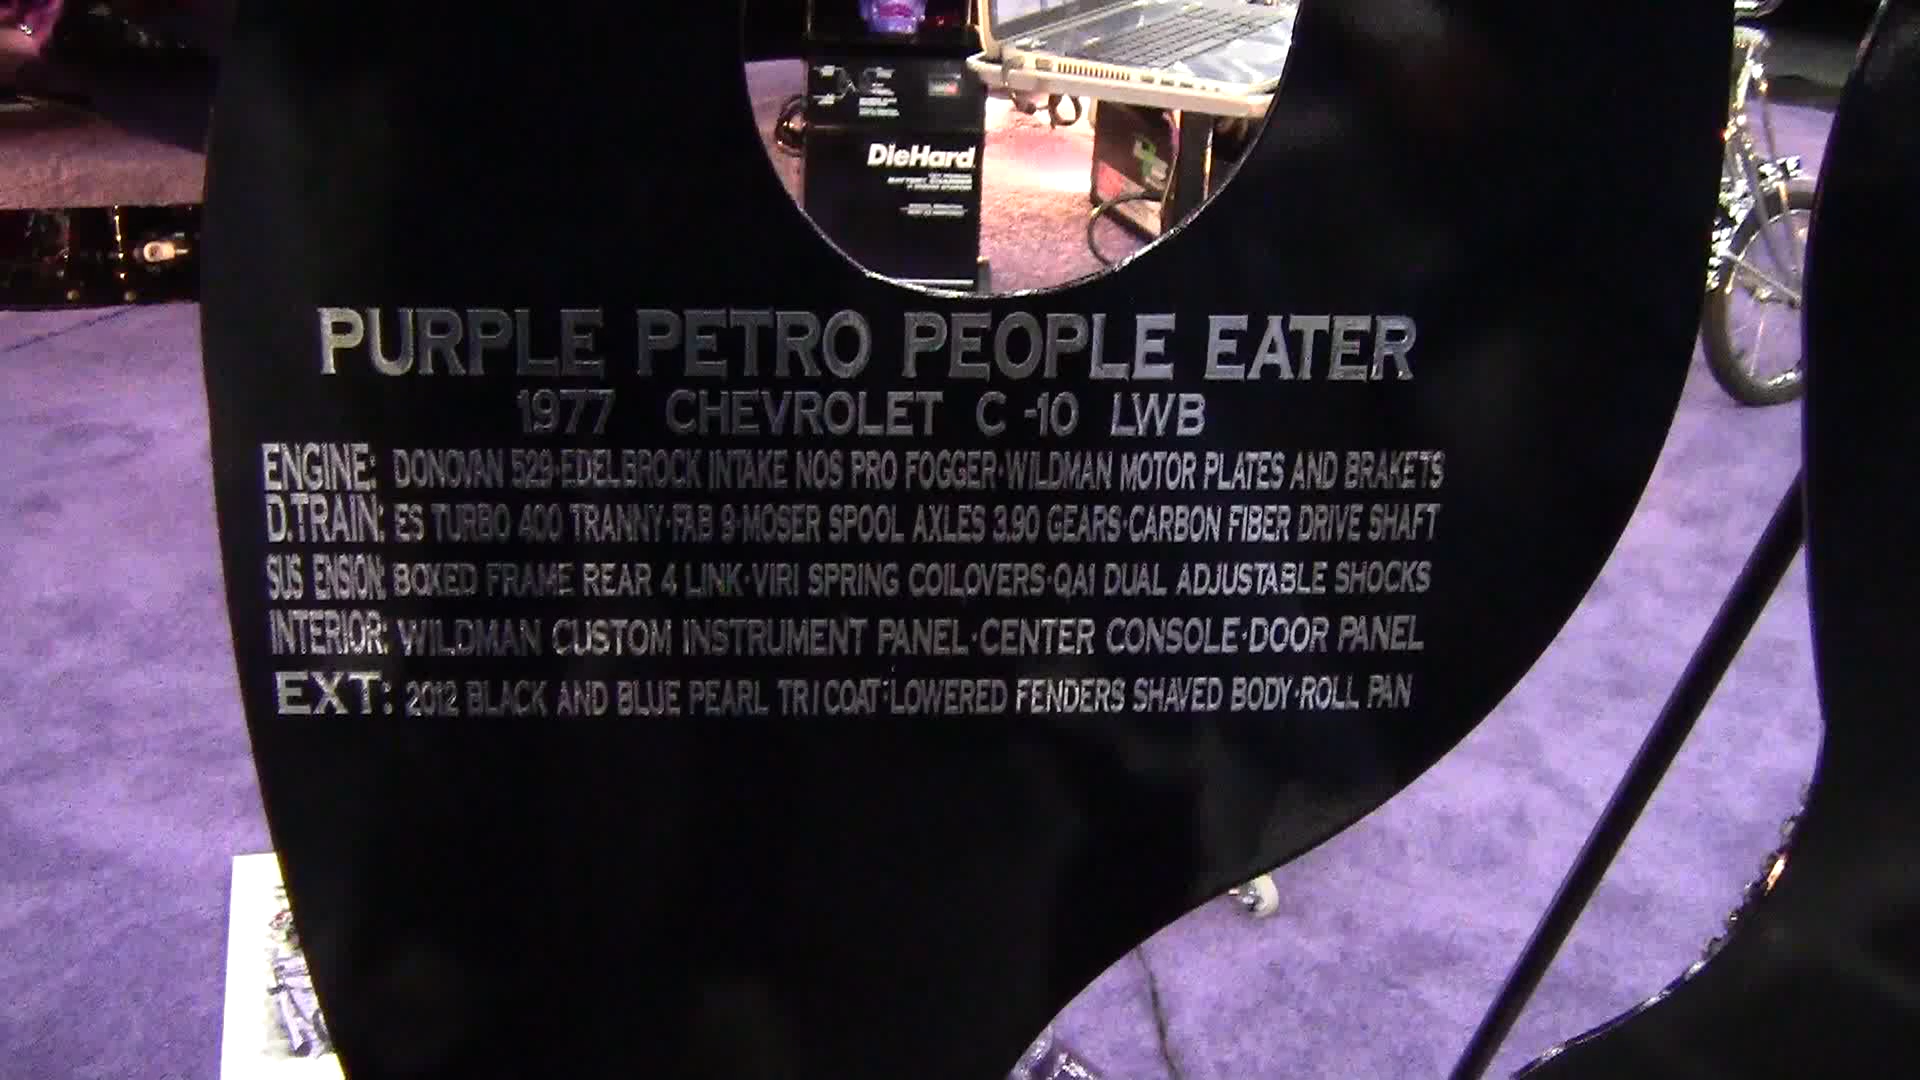 DieHard
PURPLE PETRO PEOPLE EATER
1977 CHEVROLET C -10 LWB
ENGINE: DONOVAN 529·EDELBROCK INTAKE NOS PRO FOGGER·WILDMAN MOTOR PLATES AND BRAKETS
D.TRAIN: ES TURBO 400 TRANNY·FAB 9·MOSER SPOOL AXLES 3.90 GEARS·CARBON FIBER DRIVE SHAFT
SUS ENSION: BOXED FRAME REAR 4 LINK·VIRI SPRING COILOVERS·QA1 DUAL ADJUSTABLE SHOCKS
INTERIOR: WILDMAN CUSTOM INSTRUMENT PANEL·CENTER CONSOLE·DOOR PANEL
EXT: 2012 BLACK AND BLUE PEARL TRICOAT·LOWERED FENDERS SHAVED BODY·ROLL PAN